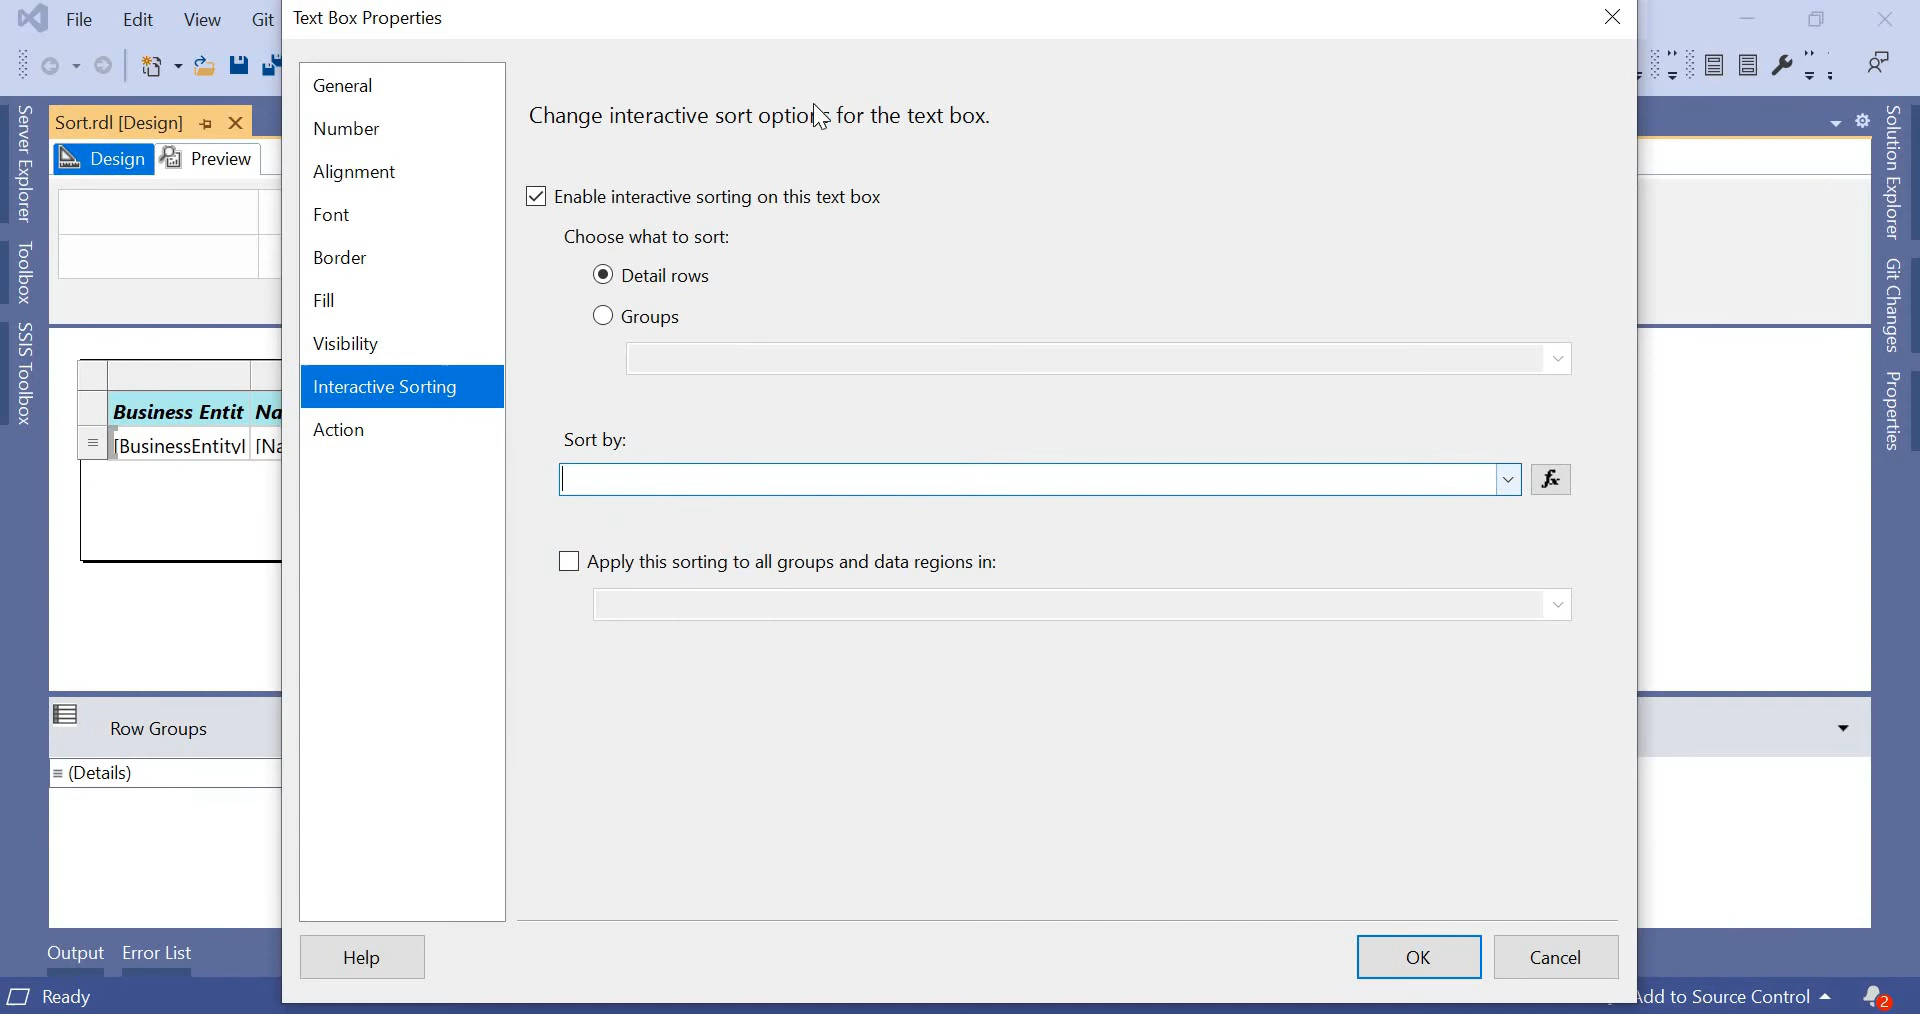 File Edit View Git
Text Box Properties
Sort.rdl [Design]
Design Preview
Server Explorer
Toolbox
SSIS Toolbox
General
Number
Alignment
Font
Border
Fill
Visibility
Interactive Sorting
Action
Change interactive sort options for the text box.
Enable interactive sorting on this text box
Choose what to sort:
Detail rows
Groups
Sort by:
fx
Apply this sorting to all groups and data regions in:
Business Entit Na
[BusinessEntityI [Na
Row Groups
(Details)
Help OK Cancel
Solution Explorer
Git Changes
Properties
Output Error List
Ready
Add to Source Control
2